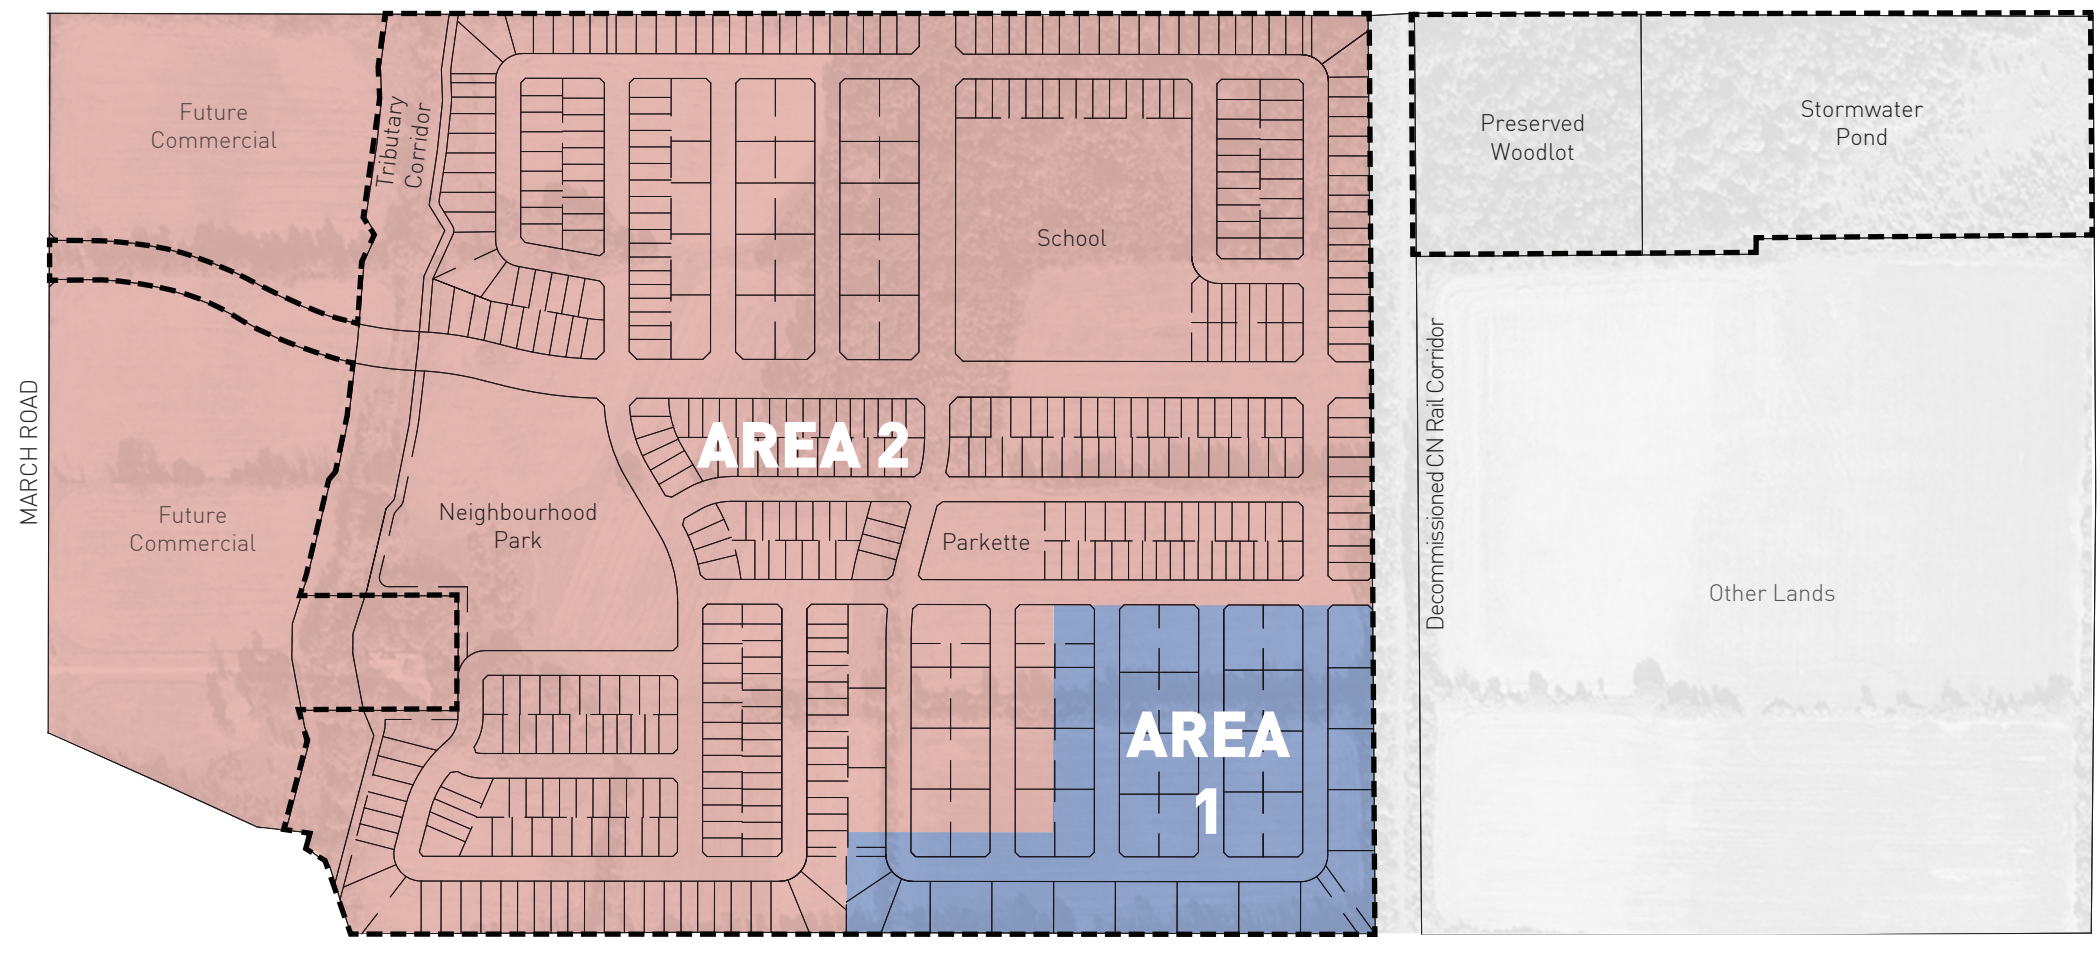 Future
Commercial
Tributary
Corridor
School
Preserved
Woodlot
Stormwater
Pond
MARCH ROAD
AREA 2
Decommissioned CN Rail Corridor
Future
Commercial
Neighbourhood
Park
Parkette
Other Lands
AREA
1